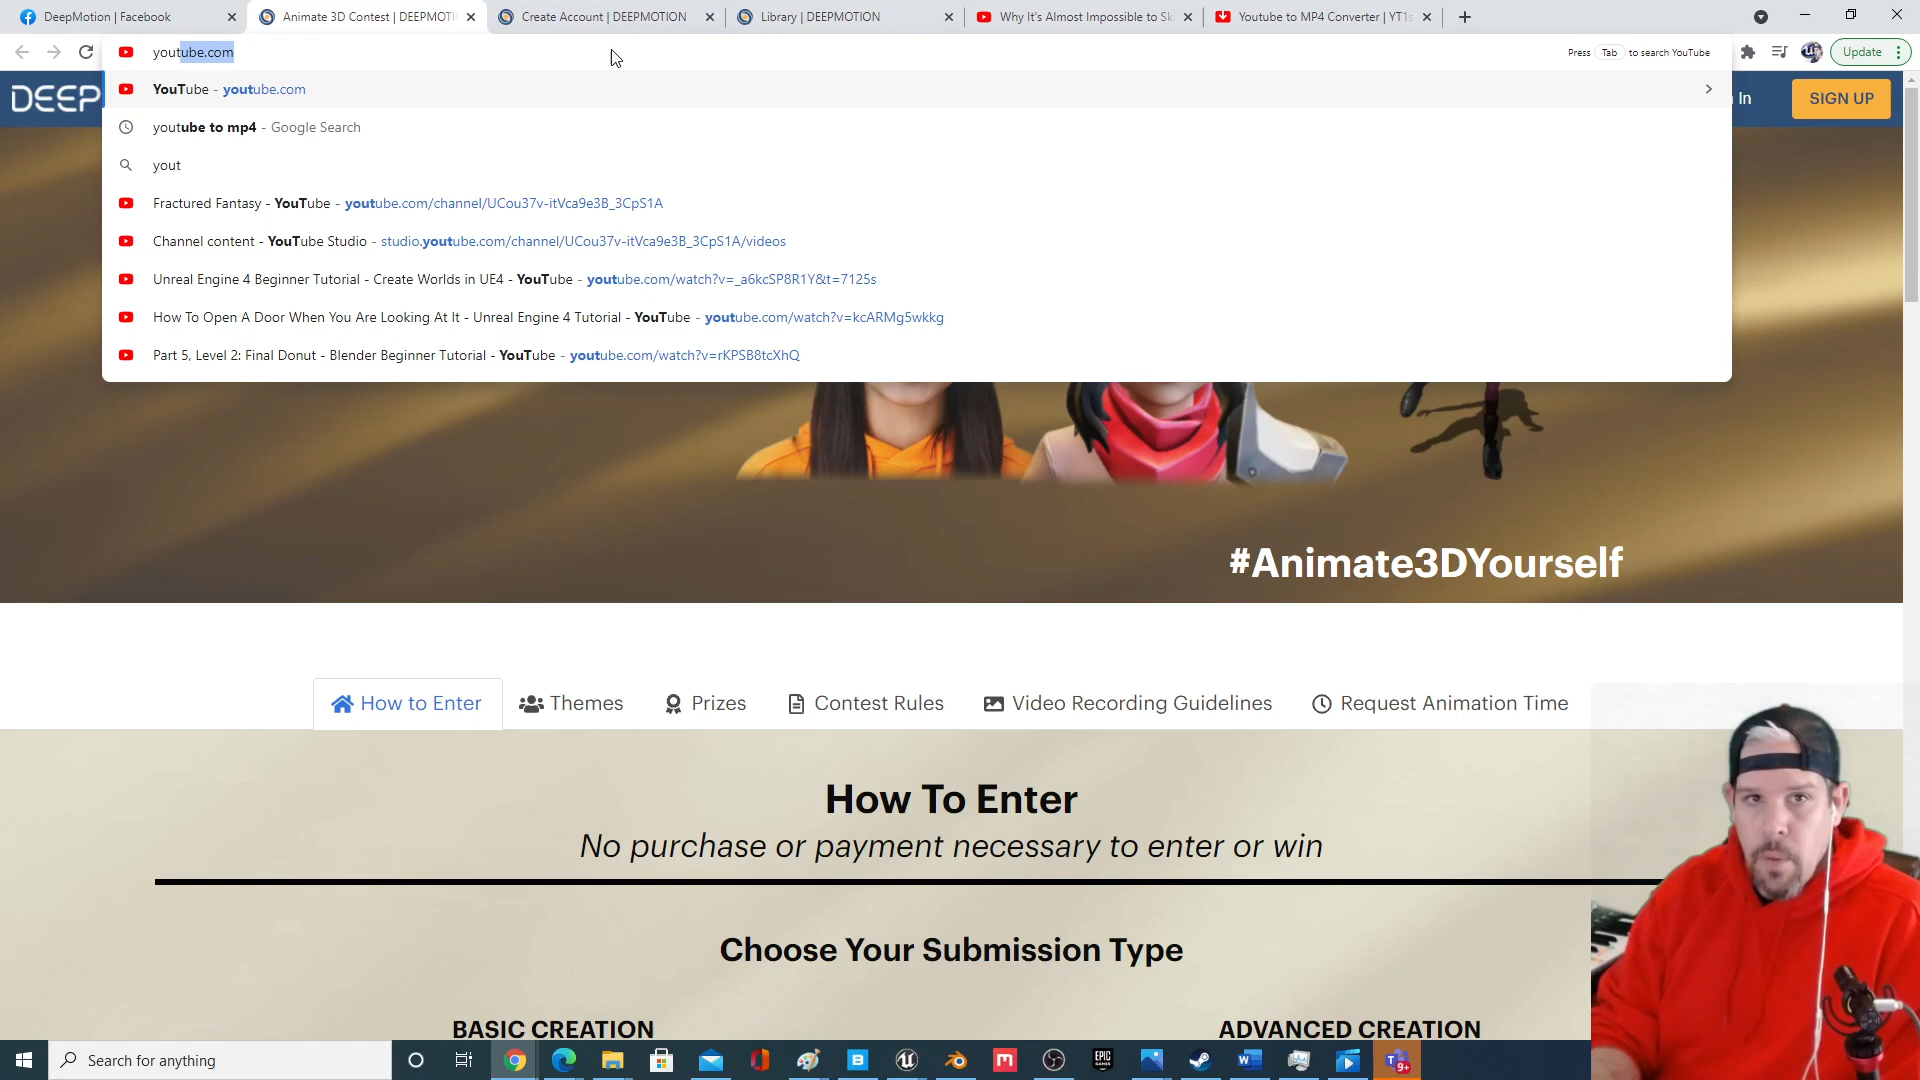 DeepMotion | Facebook
Animate 3D Contest | DEEPMOTI
Create Account | DEEPMOTION
Library | DEEPMOTION
Why It's Almost Impossible to Sk
Youtube to MP4 Converter | YT1s
youtube.com
Press Tab to search YouTube
Update
YouTube - youtube.com
youtube to mp4 - Google Search
yout
Fractured Fantasy - YouTube - youtube.com/channel/UCou37v-itVca9e3B_3CpS1A
Channel content - YouTube Studio - studio.youtube.com/channel/UCou37v-itVca9e3B_3CpS1A/videos
Unreal Engine 4 Beginner Tutorial - Create Worlds in UE4 - YouTube - youtube.com/watch?v=_a6kcSP8R1Y&t=7125s
How To Open A Door When You Are Looking At It - Unreal Engine 4 Tutorial - YouTube - youtube.com/watch?v=kcARMg5wkkg
Part 5, Level 2: Final Donut - Blender Beginner Tutorial - YouTube - youtube.com/watch?v=rKPSB8tcXhQ
DEEP
In
SIGN UP
#Animate3DYourself
How to Enter
Themes
Prizes
Contest Rules
Video Recording Guidelines
Request Animation Time
How To Enter
No purchase or payment necessary to enter or win
Choose Your Submission Type
BASIC CREATION
ADVANCED CREATION
Search for anything
EPIC
9+